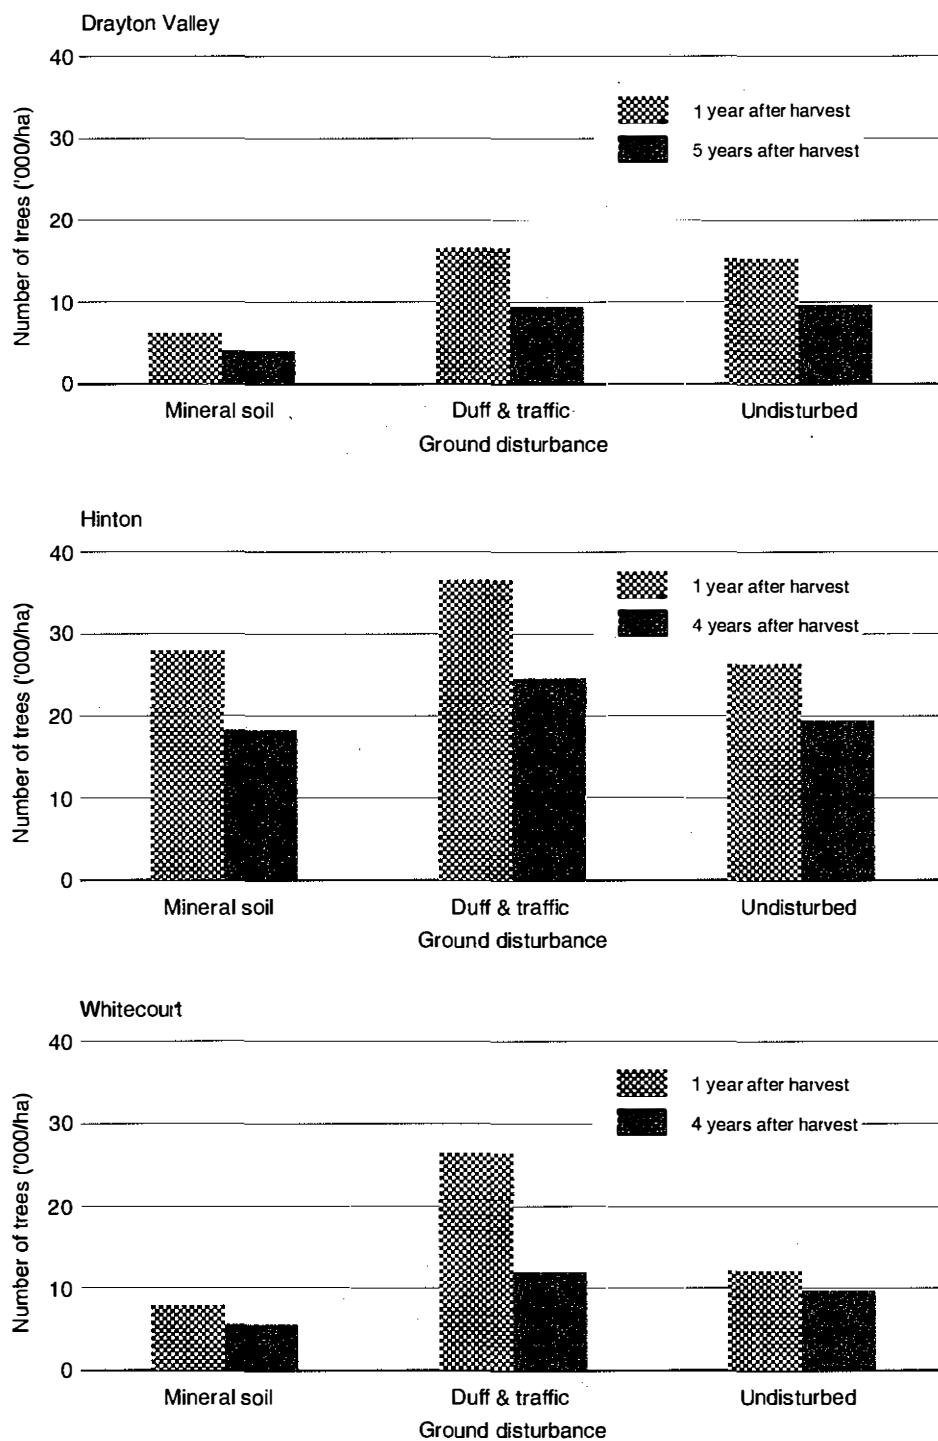 Drayton Valley
Number of trees ('000/ha)
40
30
20
10
0
1 year after harvest
5 years after harvest
Mineral soil
Duff & traffic
Undisturbed
Ground disturbance
Hinton
Number of trees ('000/ha)
40
30
20
10
0
1 year after harvest
4 years after harvest
Mineral soil
Duff & traffic
Undisturbed
Ground disturbance
Whitecourt
Number of trees ('000/ha)
40
30
20
10
0
1 year after harvest
4 years after harvest
Mineral soil
Duff & traffic
Undisturbed
Ground disturbance